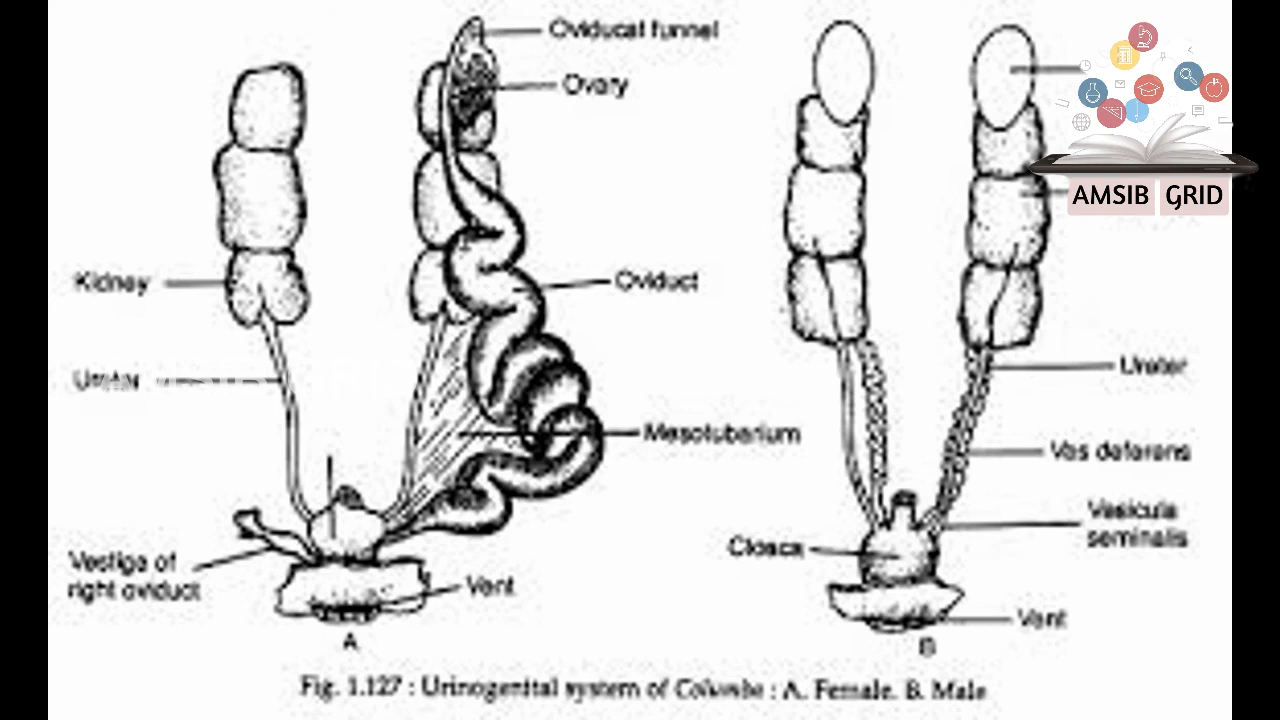 Oviducal funnel
Ovary
Kidney
Oviduct
Ureter
Mesotubarium
Vestige of
right oviduct
Vent
A
AMSIB GRID
Ureter
Vas deferens
Vesicula
seminalis
Cloaca
Vent
B
Fig. 1.127 : Urinogenital system of Columba : A. Female. B. Male